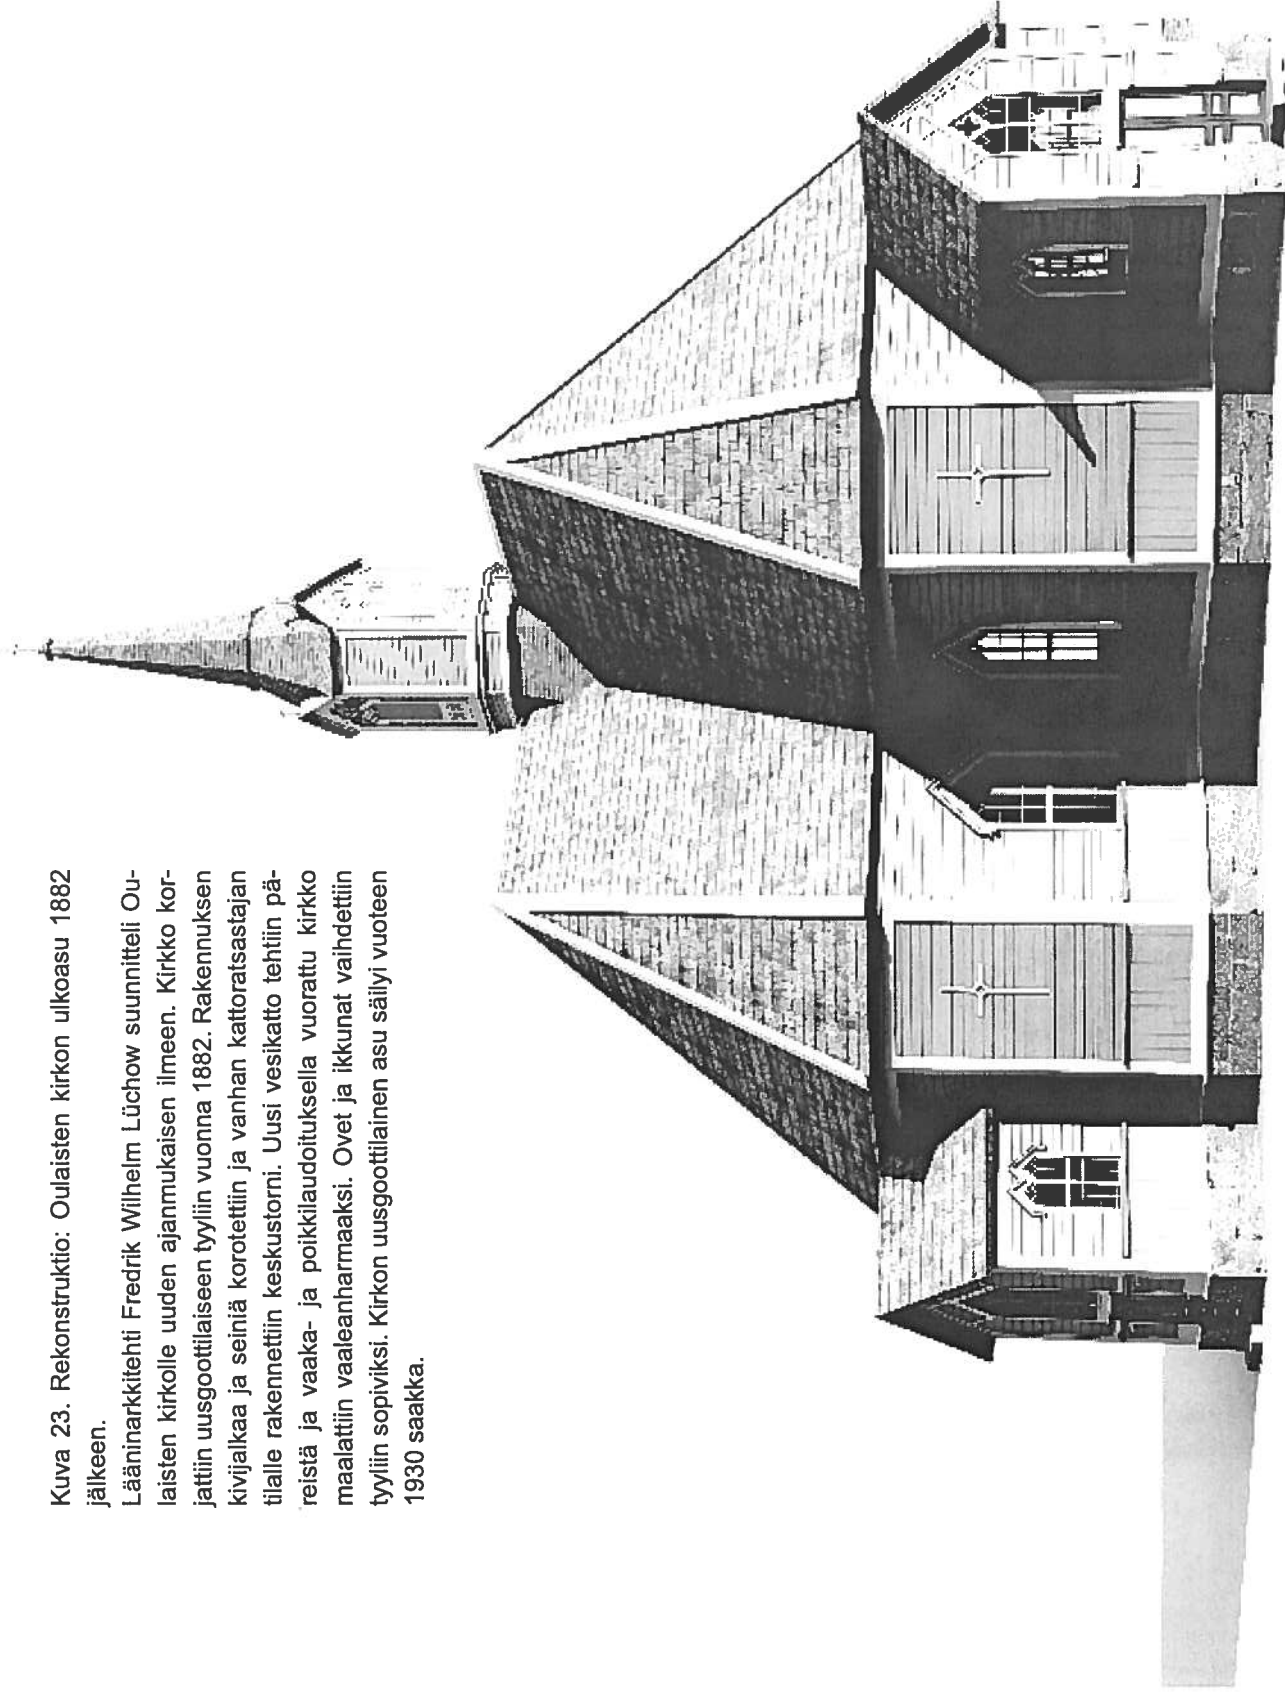 Kuva 23. Rekonstruktio: Oulaisten kirkon ulkoasu 1882
jälkeen.
Lääninarkkitehti Fredrik Wilhelm Lüchow suunnitteli Ou-
laisten kirkolle uuden ajanmukaisen ilmeen. Kirkko kor-
jattiin uusgoottilaiseen tyyliin vuonna 1882. Rakennuksen
kivijalkaa ja seiniä korotettiin ja vanhan kattoratsastajan
tilalle rakennettiin keskustorni. Uusi vesikatto tehtiin pä-
reistä ja vaaka- ja poikkilaudoituksella vuorattu kirkko
maalattiin vaaleanharmaaksi. Ovet ja ikkunat vaihdettiin
tyyliin sopiviksi. Kirkon uusgoottilainen asu säilyi vuoteen
1930 saakka.